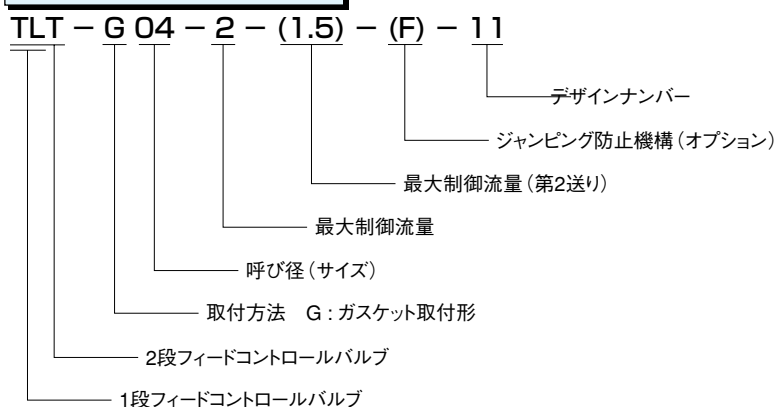 TLT － G 04 － 2 － (1.5) － (F) － 11
デザインナンバー
ジャンピング防止機構（オプション）
最大制御流量（第2送り）
最大制御流量
呼び径（サイズ）
取付方法　G：ガスケット取付形
2段フィードコントロールバルブ
1段フィードコントロールバルブ